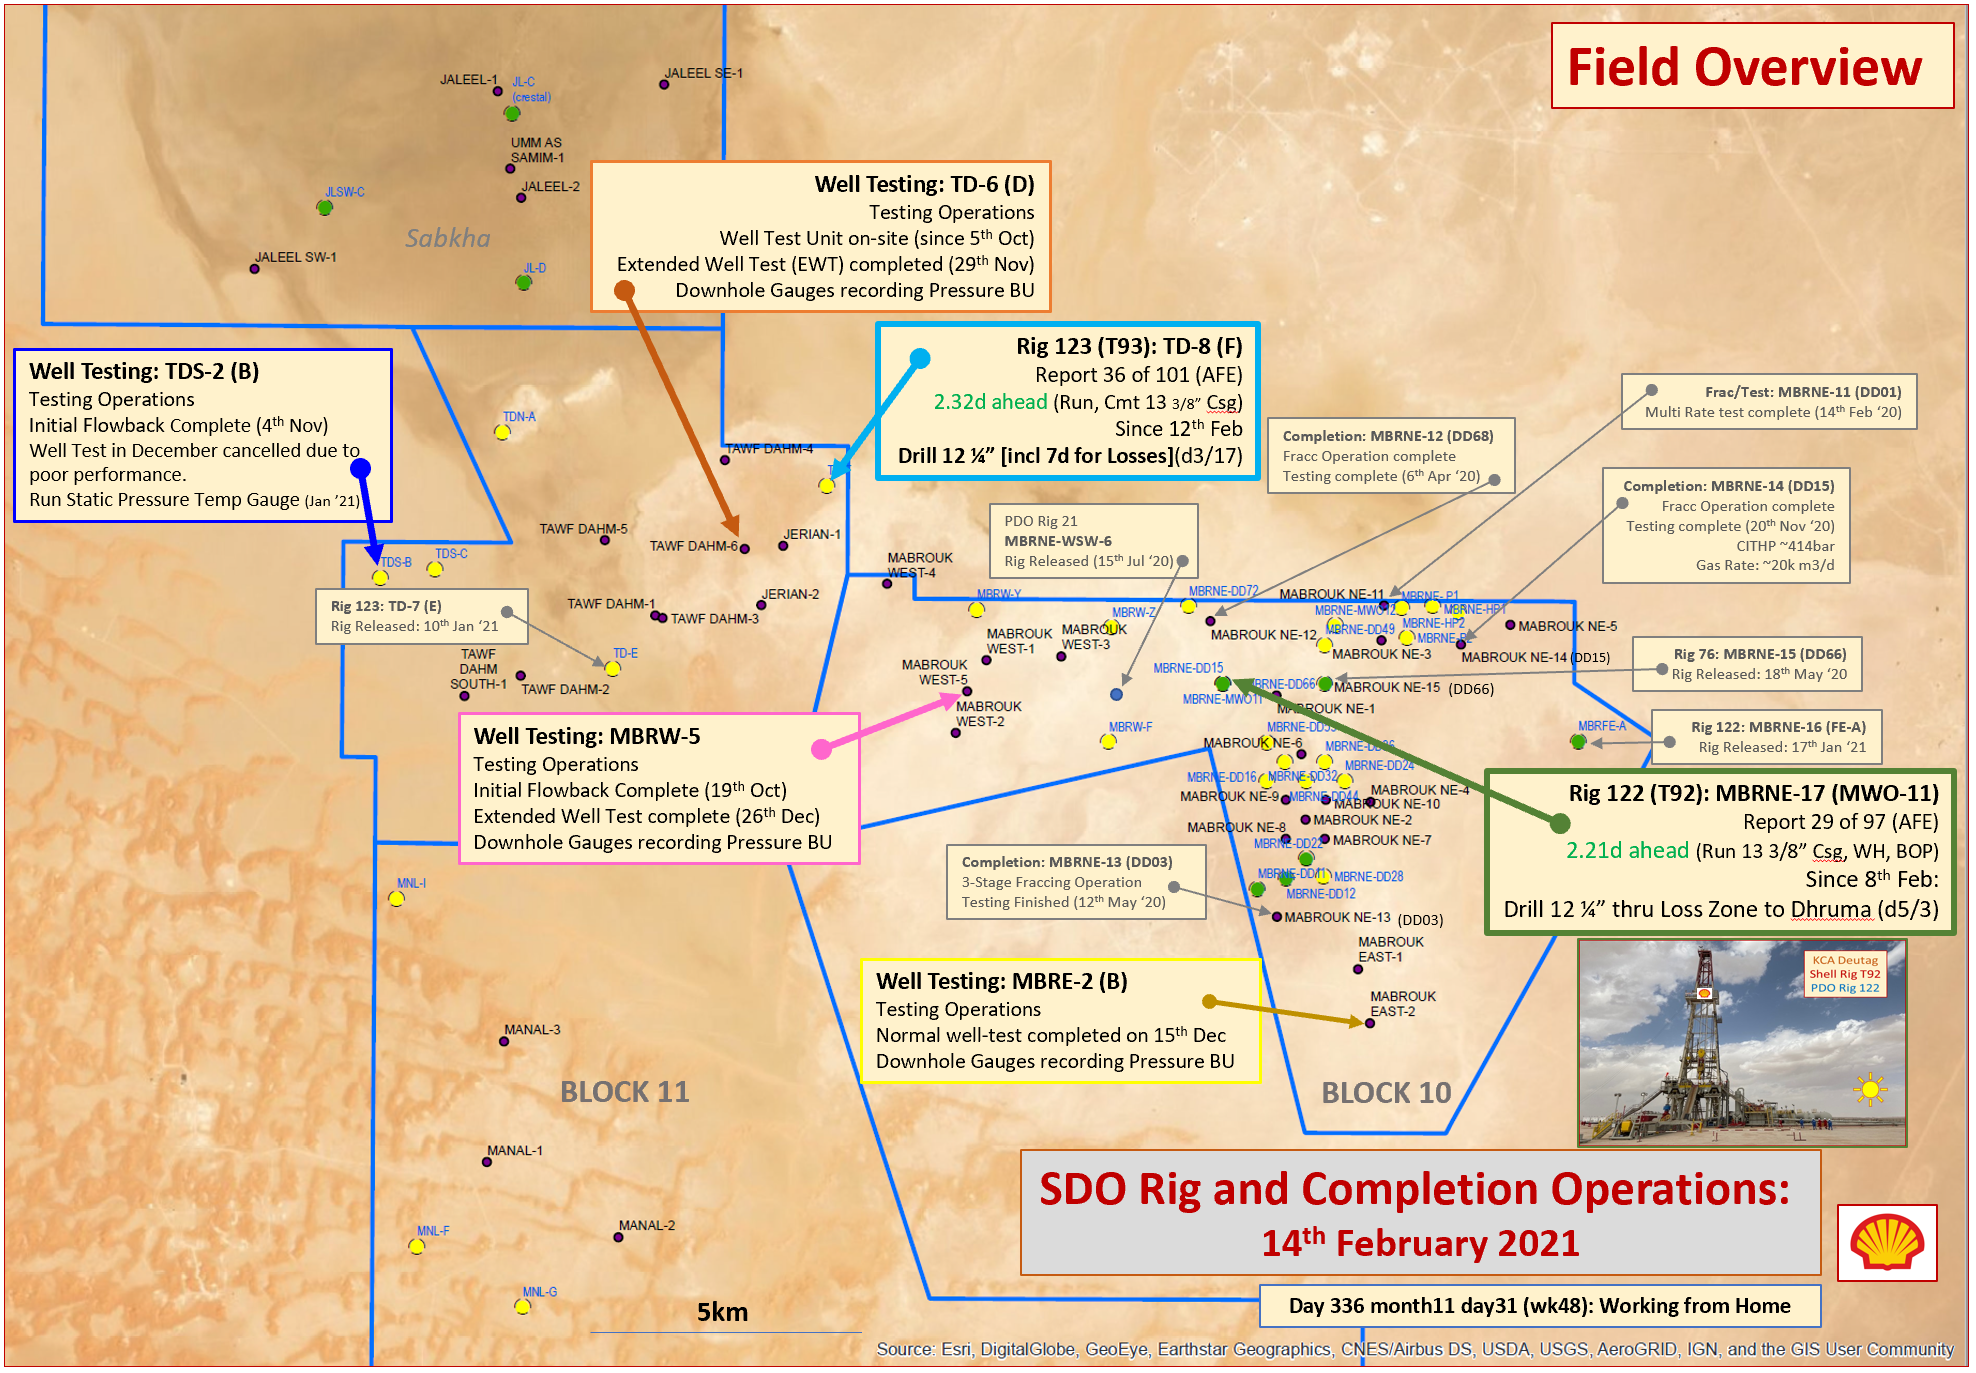 Field Overview
JALEEL-1
JL-C
(crestal)
JALEEL SE-1
UMM AS
SAMIM-1
JALEEL-2
JLSW-C
Sabkha
JALEEL SW-1
JL-D
Well Testing: TD-6 (D)
Testing Operations
Well Test Unit on-site (since 5th Oct)
Extended Well Test (EWT) completed (29th Nov)
Downhole Gauges recording Pressure BU
Well Testing: TDS-2 (B)
Testing Operations
Initial Flowback Complete (4th Nov)
Well Test in December cancelled due to
poor performance.
Run Static Pressure Temp Gauge (Jan '21)
Rig 123 (T93): TD-8 (F)
Report 36 of 101 (AFE)
2.32d ahead (Run, Cmt 13 3/8" Csg)
Since 12th Feb
Drill 12 ¼" [incl 7d for Losses](d3/17)
Frac/Test: MBRNE-11 (DD01)
Multi Rate test complete (14th Feb '20)
Completion: MBRNE-12 (DD68)
Fracc Operation complete
Testing complete (6th Apr '20)
Completion: MBRNE-14 (DD15)
Fracc Operation complete
Testing complete (20th Nov '20)
CITHP ~414bar
Gas Rate: ~20k m3/d
PDO Rig 21
MBRNE-WSW-6
Rig Released (15th Jul '20)
TDN-A
TAWF DAHM-4
TAWF DAHM-5
TAWF DAHM-6
JERIAN-1
TDS-B
TDS-C
MABROUK
WEST-4
Rig 123: TD-7 (E)
Rig Released: 10th Jan '21
TAWF DAHM-1
TAWF DAHM-3
JERIAN-2
MBRW-Y
MBRW-Z
MBRNE-DD72
MABROUK NE-11
MBRNE-P1
MBRNE-HP1
MBRNE-MWO12
MBRNE-HP2
MABROUK NE-5
MABROUK NE-12
MBRNE-DD49
MABROUK NE-3
MABROUK NE-14 (DD15)
MABROUK
WEST-1
MABROUK
WEST-3
MABROUK
WEST-5
MABROUK
WEST-2
TAWF
DAHM
SOUTH-1
TAWF DAHM-2
TD-E
MBRNE-DD15
MBRNE-MWO11
MBRNE-DD66
MABROUK NE-15 (DD66)
MABROUK NE-1
Rig 76: MBRNE-15 (DD66)
Rig Released: 18th May '20
MBRW-F
MBRFE-A
Rig 122: MBRNE-16 (FE-A)
Rig Released: 17th Jan '21
Well Testing: MBRW-5
Testing Operations
Initial Flowback Complete (19th Oct)
Extended Well Test complete (26th Dec)
Downhole Gauges recording Pressure BU
MABROUK NE-6
MBRNE-DD24
MBRNE-DD16
MBRNE-DD32
MABROUK NE-9
MBRNE-DD44
MABROUK NE-4
MABROUK NE-10
MABROUK NE-2
MABROUK NE-8
MABROUK NE-7
MBRNE-DD22
MBRNE-DD11
MBRNE-DD28
MBRNE-DD12
MABROUK NE-13 (DD03)
Rig 122 (T92): MBRNE-17 (MWO-11)
Report 29 of 97 (AFE)
2.21d ahead (Run 13 3/8" Csg, WH, BOP)
Since 8th Feb:
Drill 12 ¼" thru Loss Zone to Dhruma (d5/3)
Completion: MBRNE-13 (DD03)
3-Stage Fraccing Operation
Testing Finished (12th May '20)
MNL-I
MABROUK
EAST-1
MABROUK
EAST-2
Well Testing: MBRE-2 (B)
Testing Operations
Normal well-test completed on 15th Dec
Downhole Gauges recording Pressure BU
KCA Deutag
Shell Rig T92
PDO Rig 122
MANAL-3
BLOCK 11
BLOCK 10
MANAL-1
MANAL-2
MNL-F
MNL-G
SDO Rig and Completion Operations:
14th February 2021
5km
Day 336 month11 day31 (wk48): Working from Home
Source: Esri, DigitalGlobe, GeoEye, Earthstar Geographics, CNES/Airbus DS, USDA, USGS, AeroGRID, IGN, and the GIS User Community